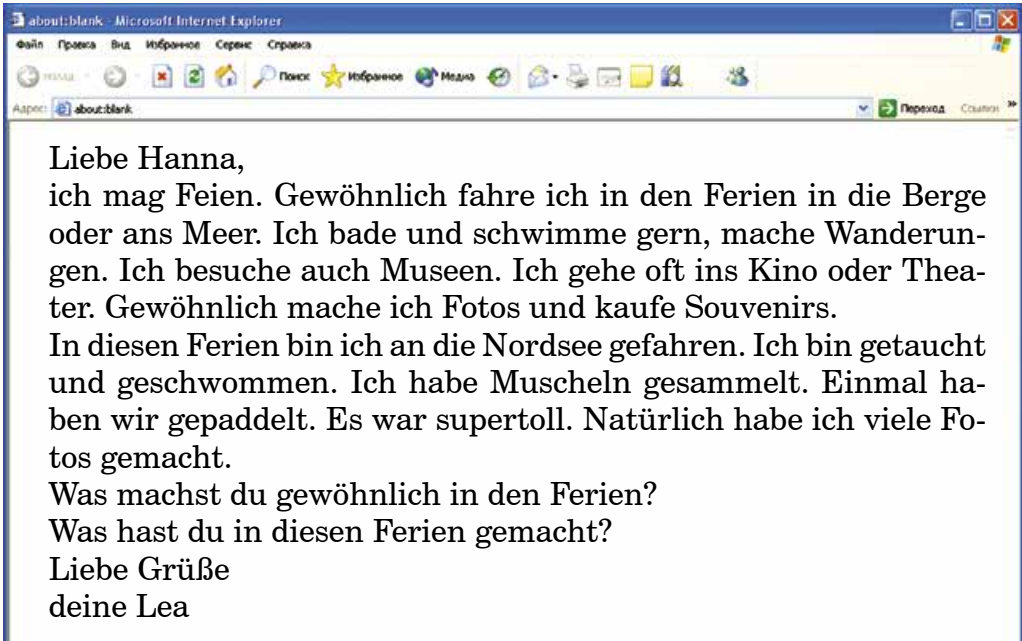 about:blank - Microsoft Internet Explorer
Файл Правка Вид Избранное Сервис Справка
Назад Поиск Избранное Медиа
Адрес: about:blank Переход Ссылки »
Liebe Hanna,
ich mag Feien. Gewöhnlich fahre ich in den Ferien in die Berge
oder ans Meer. Ich bade und schwimme gern, mache Wanderun-
gen. Ich besuche auch Museen. Ich gehe oft ins Kino oder Thea-
ter. Gewöhnlich mache ich Fotos und kaufe Souvenirs.
In diesen Ferien bin ich an die Nordsee gefahren. Ich bin getaucht
und geschwommen. Ich habe Muscheln gesammelt. Einmal ha-
ben wir gepaddelt. Es war supertoll. Natürlich habe ich viele Fo-
tos gemacht.
Was machst du gewöhnlich in den Ferien?
Was hast du in diesen Ferien gemacht?
Liebe Grüße
deine Lea